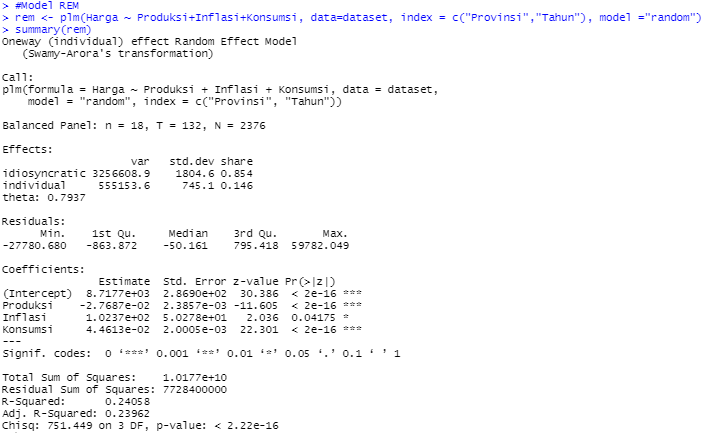 > #Model REM
> rem <- plm(Harga ~ Produksi+Inflasi+Konsumsi, data=dataset, index = c("Provinsi","Tahun"), model ="random")
> summary(rem)
Oneway (individual) effect Random Effect Model
   (Swamy-Arora's transformation)

Call:
plm(formula = Harga ~ Produksi + Inflasi + Konsumsi, data = dataset,
    model = "random", index = c("Provinsi", "Tahun"))

Balanced Panel: n = 18, T = 132, N = 2376

Effects:
                    var   std.dev share
idiosyncratic 3256608.9    1804.6 0.854
individual     555153.6     745.1 0.146
theta: 0.7937

Residuals:
      Min.    1st Qu.     Median    3rd Qu.       Max.
-27780.680   -863.872    -50.161    795.418  59782.049

Coefficients:
               Estimate  Std. Error z-value Pr(>|z|)
(Intercept)  8.7177e+03  2.8690e+02  30.386  < 2e-16 ***
Produksi    -2.7687e-02  2.3857e-03 -11.605  < 2e-16 ***
Inflasi      1.0237e+02  5.0278e+01   2.036  0.04175 *
Konsumsi     4.4613e-02  2.0005e-03  22.301  < 2e-16 ***
---
Signif. codes:  0 ‘***’ 0.001 ‘**’ 0.01 ‘*’ 0.05 ‘.’ 0.1 ‘ ’ 1

Total Sum of Squares:    1.0177e+10
Residual Sum of Squares: 7728400000
R-Squared:      0.24058
Adj. R-Squared: 0.23962
Chisq: 751.449 on 3 DF, p-value: < 2.22e-16